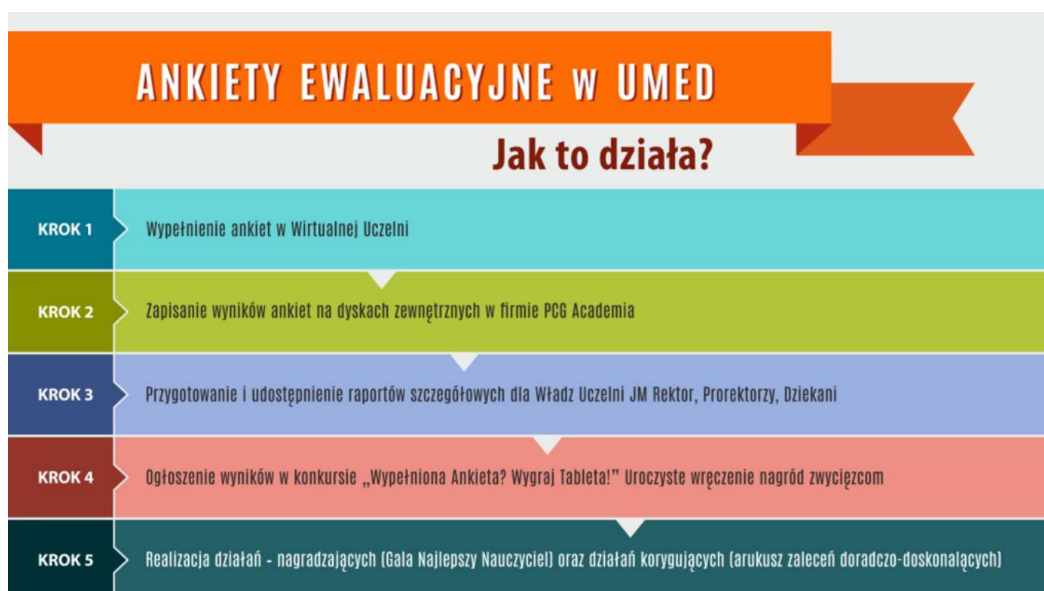 ANKIETY EWALUACYJNE w UMED
Jak to działa?
KROK 1
Wypełnienie ankiet w Wirtualnej Uczelni
KROK 2
Zapisanie wyników ankiet na dyskach zewnętrznych w firmie PCG Academia
KROK 3
Przygotowanie i udostępnienie raportów szczegółowych dla Władz Uczelni JM Rektor, Prorektorzy, Dziekani
KROK 4
Ogłoszenie wyników w konkursie „Wypełniona Ankieta? Wygraj Tableta!” Uroczyste wręczenie nagród zwycięzcom
KROK 5
Realizacja działań – nagradzających (Gala Najlepszy Nauczyciel) oraz działań korygujących (arukusz zaleceń doradczo-doskonalących)